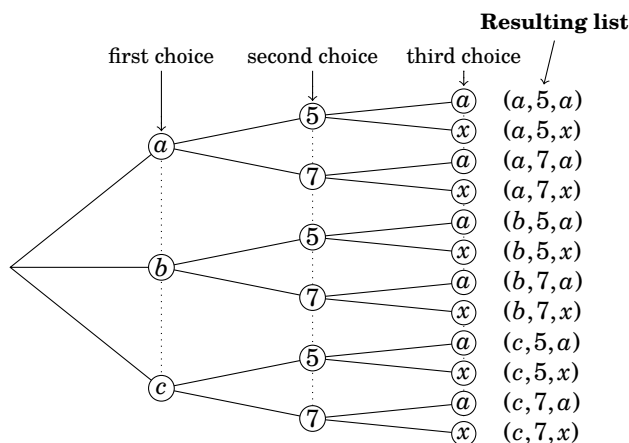 Resulting list
first choice second choice third choice
a (a,5,a)
5
x (a,5,x)
a
a (a,7,a)
7
x (a,7,x)
a (b,5,a)
5
x (b,5,x)
b
a (b,7,a)
7
x (b,7,x)
a (c,5,a)
5
x (c,5,x)
c
a (c,7,a)
7
x (c,7,x)